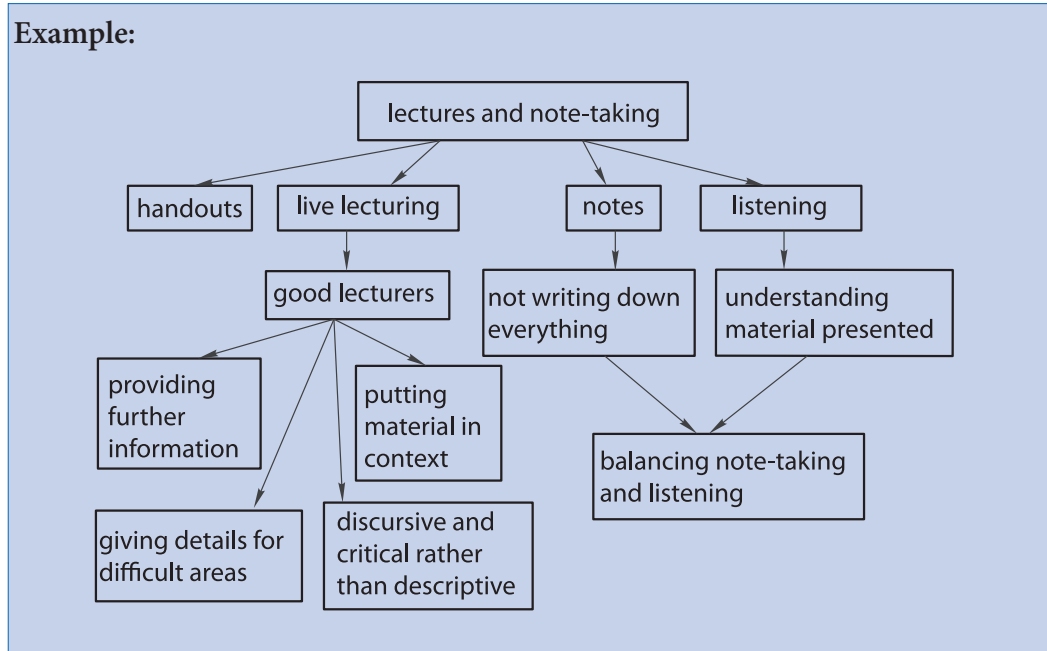 Example:
lectures and note-taking
handouts
live lecturing
notes
listening
good lecturers
not writing down
everything
understanding
material presented
providing
further
information
putting
material in
context
balancing note-taking
and listening
giving details for
difficult areas
discursive and
critical rather
than descriptive